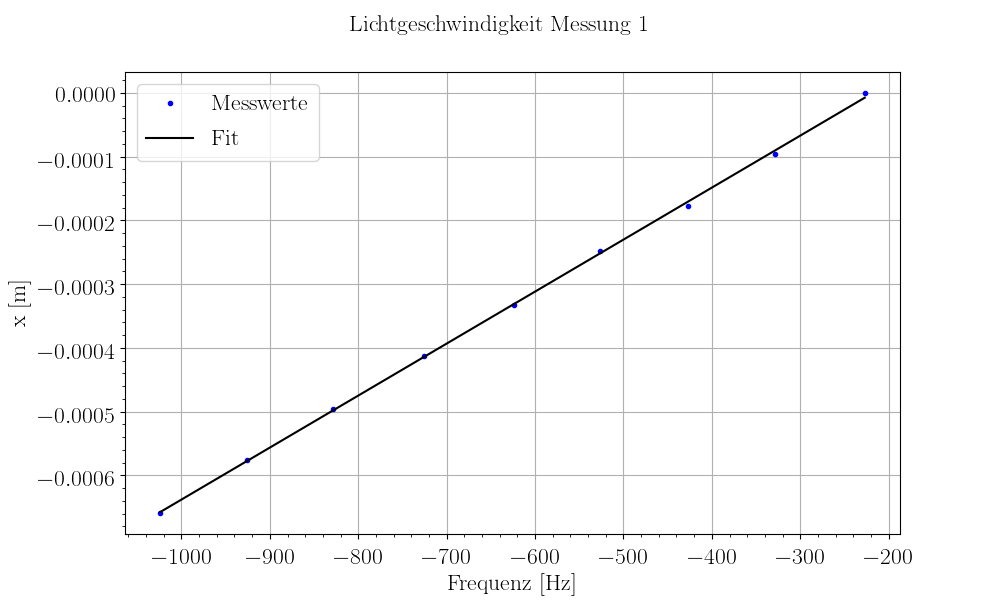 Lichtgeschwindigkeit Messung 1
Messwerte
Fit
0.0000
−0.0001
−0.0002
−0.0003
−0.0004
−0.0005
−0.0006
x [m]
−1000 −900 −800 −700 −600 −500 −400 −300 −200
Frequenz [Hz]